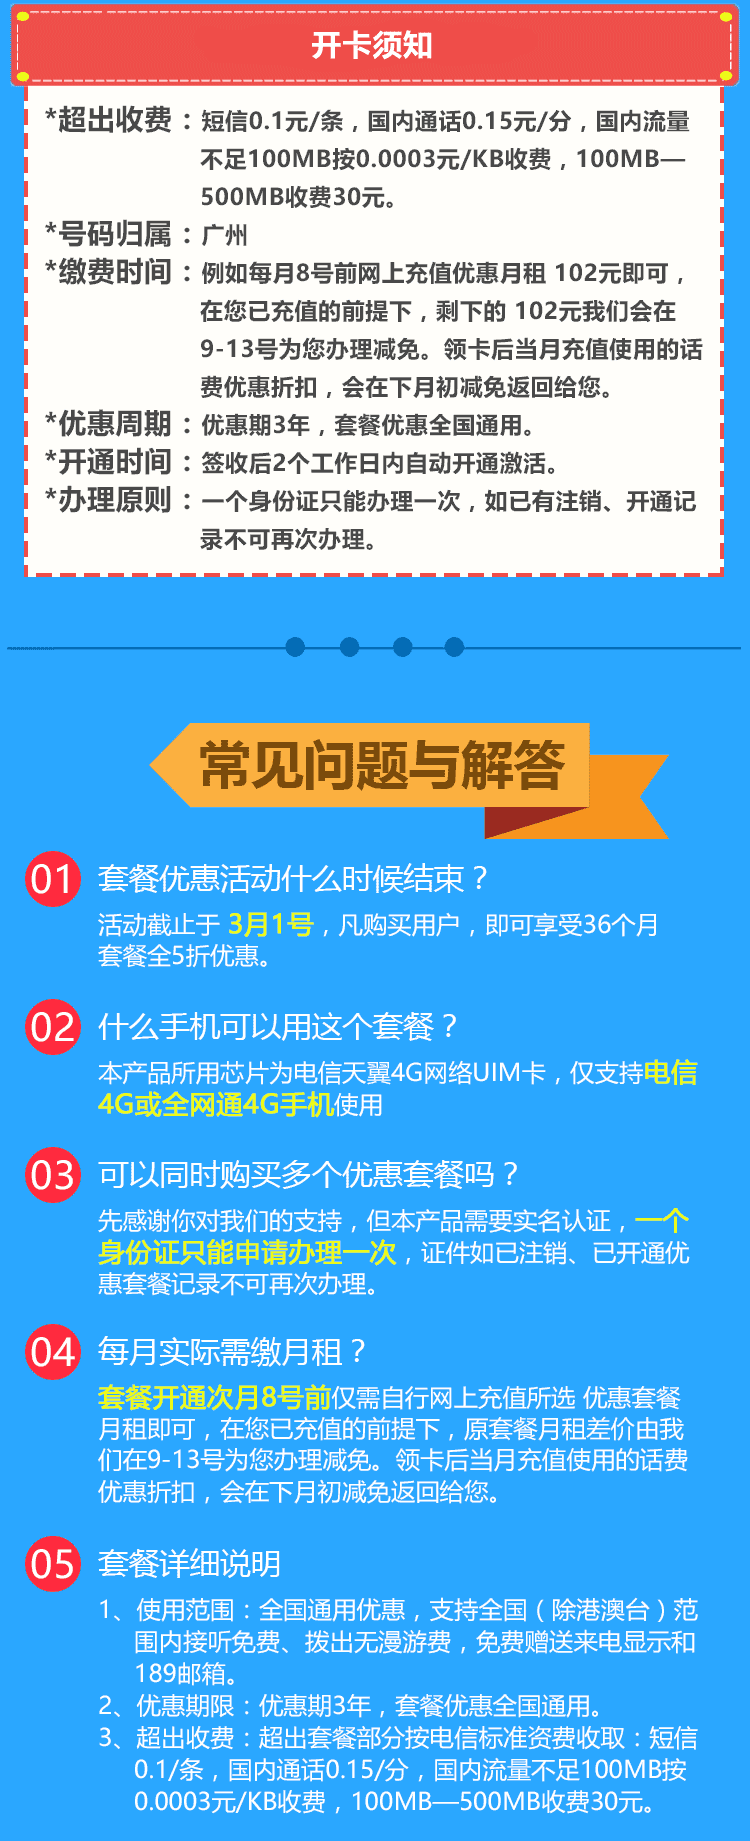 开卡须知
*超出收费：短信0.1元/条，国内通话0.15元/分，国内流量
不足100MB按0.0003元/KB收费，100MB—
500MB收费30元。
*号码归属：广州
*缴费时间：例如每月8号前网上充值优惠月租 102元即可，
在您已充值的前提下，剩下的 102元我们会在
9-13号为您办理减免。领卡后当月充值使用的话
费优惠折扣，会在下月初减免返回给您。
*优惠周期：优惠期3年，套餐优惠全国通用。
*开通时间：签收后2个工作日内自动开通激活。
*办理原则：一个身份证只能办理一次，如已有注销、开通记
录不可再次办理。
常见问题与解答
01 套餐优惠活动什么时候结束？
活动截止于 3月1号，凡购买用户，即可享受36个月
套餐全5折优惠。
02 什么手机可以用这个套餐？
本产品所用芯片为电信天翼4G网络UIM卡，仅支持电信
4G或全网通4G手机使用
03 可以同时购买多个优惠套餐吗？
先感谢你对我们的支持，但本产品需要实名认证，一个
身份证只能申请办理一次，证件如已注销、已开通优
惠套餐记录不可再次办理。
04 每月实际需缴月租？
套餐开通次月8号前仅需自行网上充值所选 优惠套餐
月租即可，在您已充值的前提下，原套餐月租差价由我
们在9-13号为您办理减免。领卡后当月充值使用的话费
优惠折扣，会在下月初减免返回给您。
05 套餐详细说明
1、使用范围：全国通用优惠，支持全国（除港澳台）范
围内接听免费、拨出无漫游费，免费赠送来电显示和
189邮箱。
2、优惠期限：优惠期3年，套餐优惠全国通用。
3、超出收费：超出套餐部分按电信标准资费收取：短信
0.1/条，国内通话0.15/分，国内流量不足100MB按
0.0003元/KB收费，100MB—500MB收费30元。